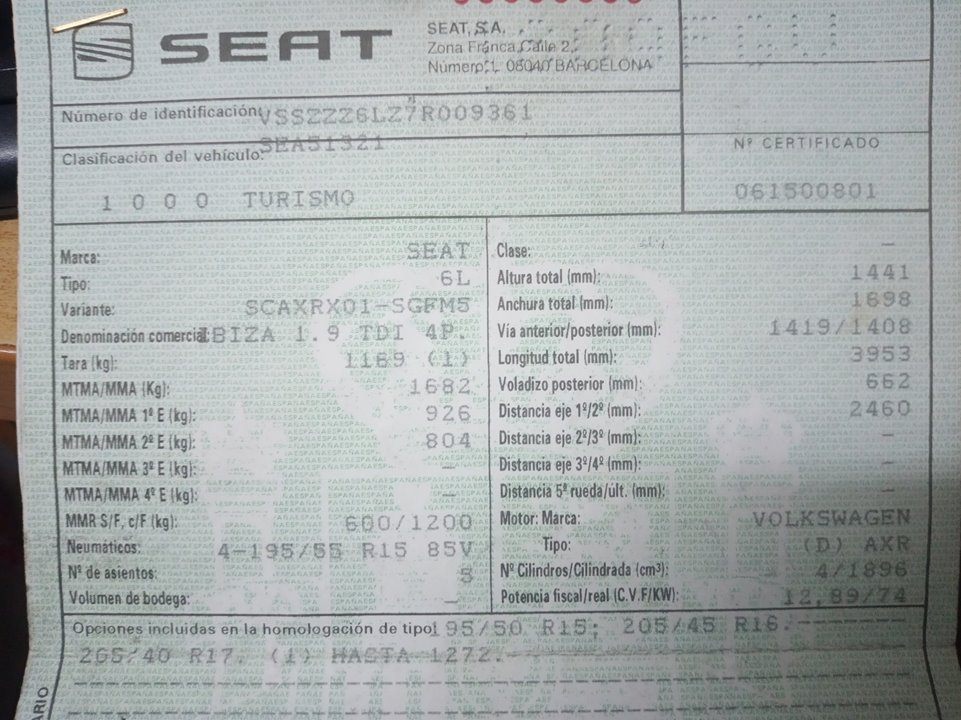 SEAT
SEAT, S.A.
Zona Franca, Calle 2,
Número 1, 08040 BARCELONA
Número de identificación: VSSZZZ6LZ7R009361
SEA51321
Clasificación del vehículo:
1 0 0 0 TURISMO
Nº CERTIFICADO
061500801
Marca: SEAT
Tipo: 6L
Variante: SCAXRX01-SGFM5
Denominación comercial: IBIZA 1.9 TDI 4P.
Tara (kg): 1169 (1)
MTMA/MMA (Kg): 1682
MTMA/MMA 1º E (kg): 926
MTMA/MMA 2º E (kg): 804
MTMA/MMA 3º E (kg): –
MTMA/MMA 4º E (kg): –
MMR S/F, c/F (kg): 600/1200
Neumáticos: 4-195/55 R15 85V
Nº de asientos: 5
Volumen de bodega: –
Clase: –
Altura total (mm): 1441
Anchura total (mm): 1698
Vía anterior/posterior (mm): 1419/1408
Longitud total (mm): 3953
Voladizo posterior (mm): 662
Distancia eje 1º/2º (mm): 2460
Distancia eje 2º/3º (mm): –
Distancia eje 3º/4º (mm): –
Distancia 5ª rueda/últ. (mm): –
Motor: Marca: VOLKSWAGEN
Tipo: (D) AXR
Nº Cilindros/Cilindrada (cm³): 4/1896
Potencia fiscal/real (C.V.F/KW): 12,89/74
Opciones incluidas en la homologación de tipo: 195/50 R15; 205/45 R16.
265/40 R17. (1) HASTA 1272.